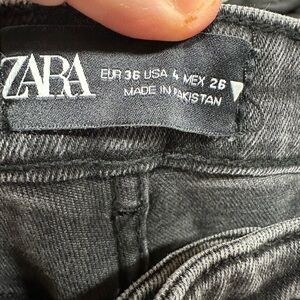 ZARA
EUR 36 USA 4 MEX 26
MADE IN PAKISTAN